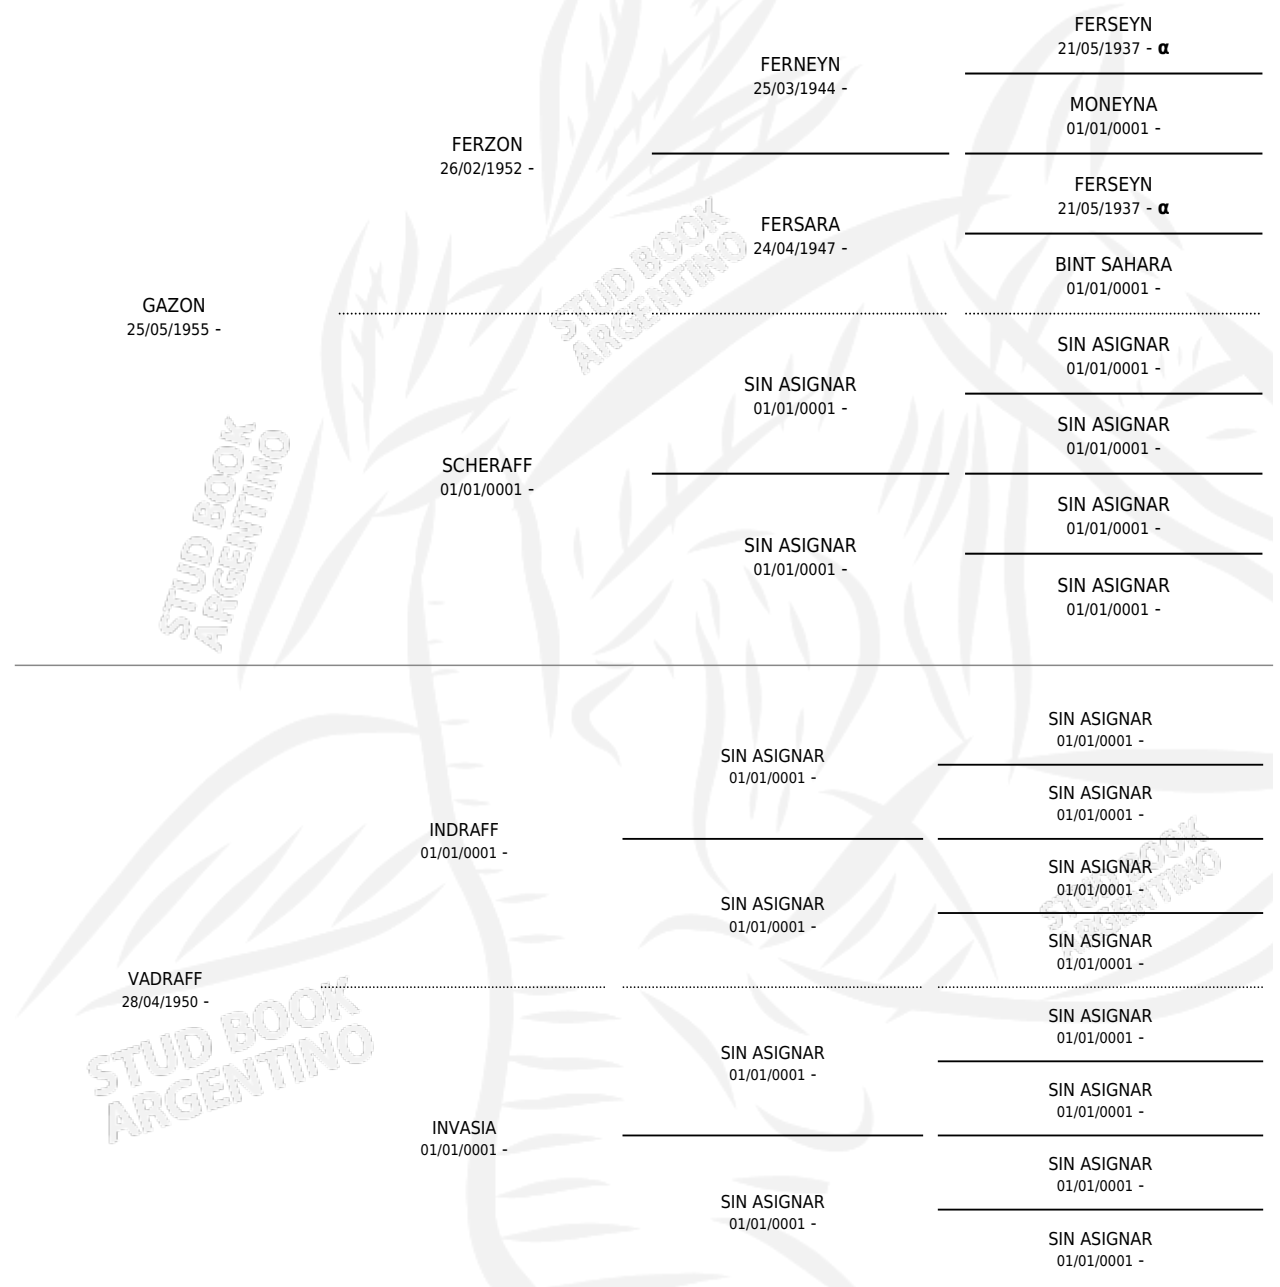 FERSEYN
21/05/1937 - α
FERNEYN
25/03/1944 -
MONEYNA
01/01/0001 -
FERZON
26/02/1952 -
FERSEYN
21/05/1937 - α
FERSARA
24/04/1947 -
BINT SAHARA
01/01/0001 -
GAZON
25/05/1955 -
SIN ASIGNAR
01/01/0001 -
SIN ASIGNAR
01/01/0001 -
SIN ASIGNAR
01/01/0001 -
SCHERAFF
01/01/0001 -
SIN ASIGNAR
01/01/0001 -
SIN ASIGNAR
01/01/0001 -
SIN ASIGNAR
01/01/0001 -
STUD BOOK
ARGENTINO
STUD BOOK
ARGENTINO
SIN ASIGNAR
01/01/0001 -
SIN ASIGNAR
01/01/0001 -
SIN ASIGNAR
01/01/0001 -
INDRAFF
01/01/0001 -
SIN ASIGNAR
01/01/0001 -
SIN ASIGNAR
01/01/0001 -
SIN ASIGNAR
01/01/0001 -
VADRAFF
28/04/1950 -
SIN ASIGNAR
01/01/0001 -
SIN ASIGNAR
01/01/0001 -
SIN ASIGNAR
01/01/0001 -
INVASIA
01/01/0001 -
SIN ASIGNAR
01/01/0001 -
SIN ASIGNAR
01/01/0001 -
SIN ASIGNAR
01/01/0001 -
STUD BOOK
ARGENTINO
STUD BOOK
ARGENTINO